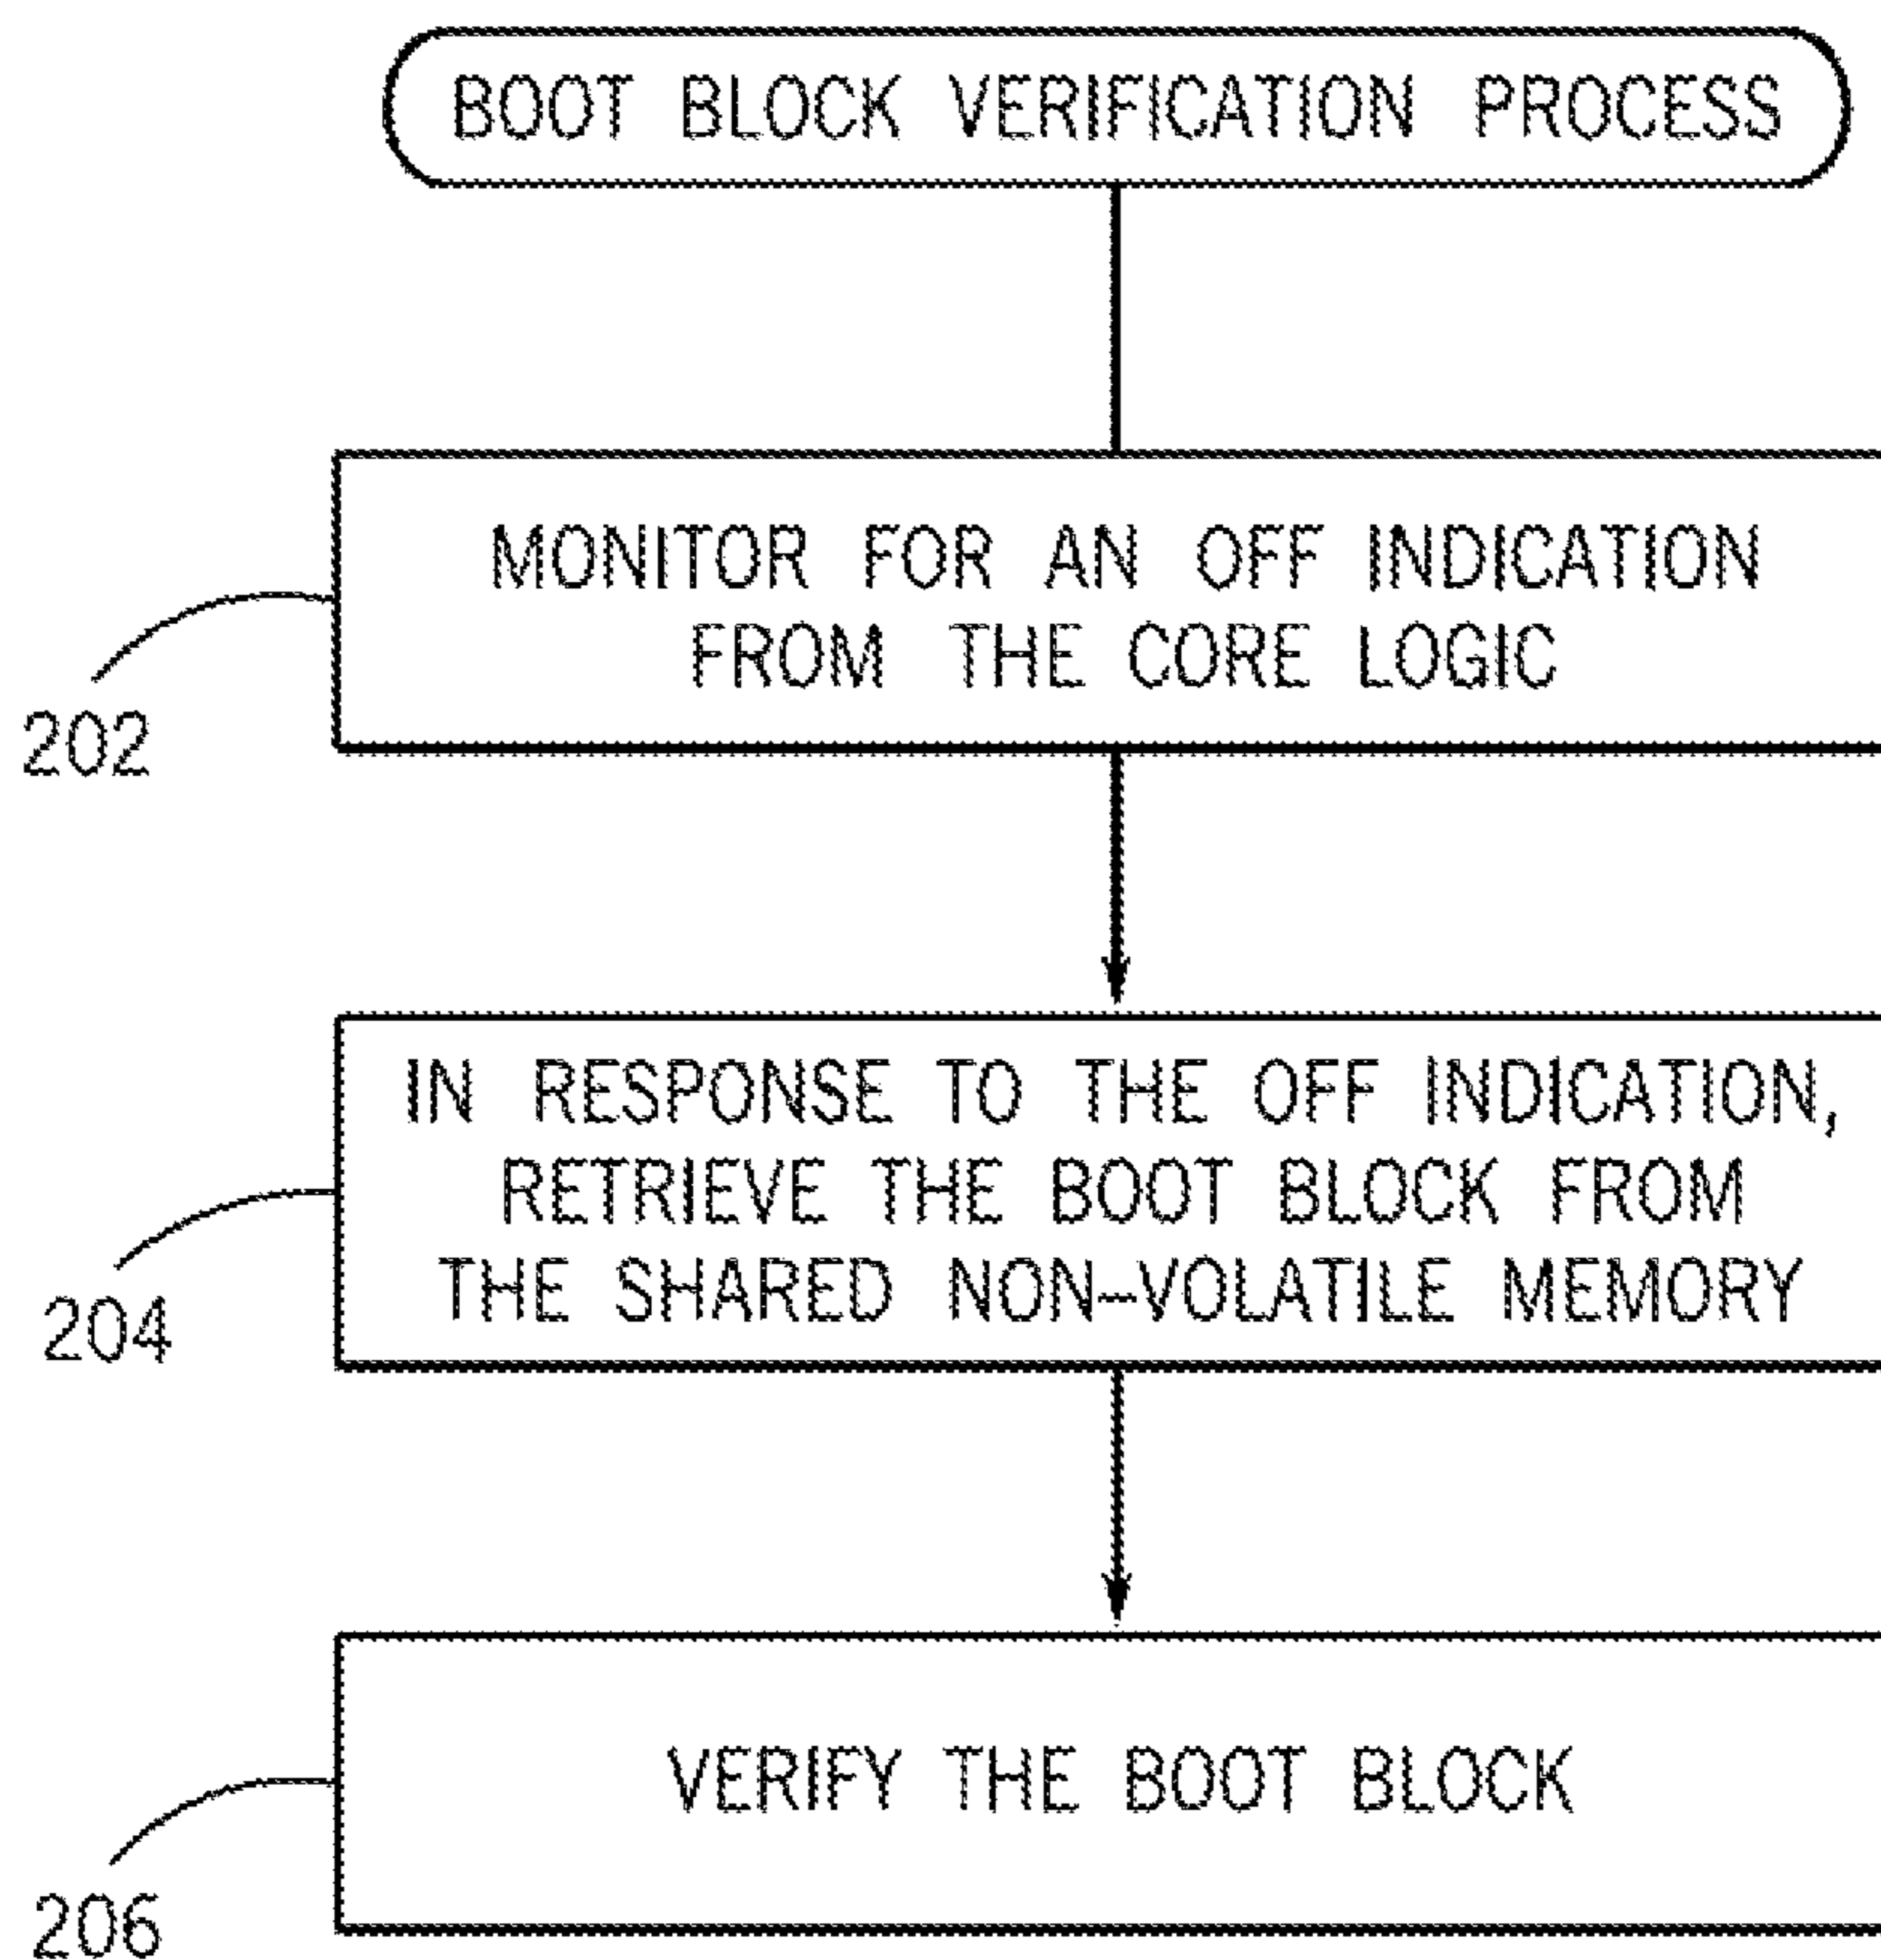 BOOT BLOCK VERIFICATION PROCESS
MONITOR FOR AN OFF INDICATION
FROM THE CORE LOGIC
202
IN RESPONSE TO THE OFF INDICATION,
RETRIEVE THE BOOT BLOCK FROM
THE SHARED NON-VOLATILE MEMORY
204
VERIFY THE BOOT BLOCK
206